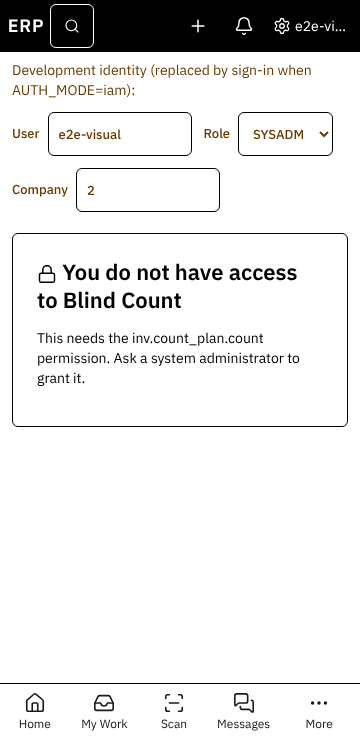 ERP
e2e-vi...
Development identity (replaced by sign-in when
AUTH_MODE=iam):
User e2e-visual Role SYSADM
Company 2
You do not have access
to Blind Count
This needs the inv.count_plan.count
permission. Ask a system administrator to
grant it.
Home My Work Scan Messages More